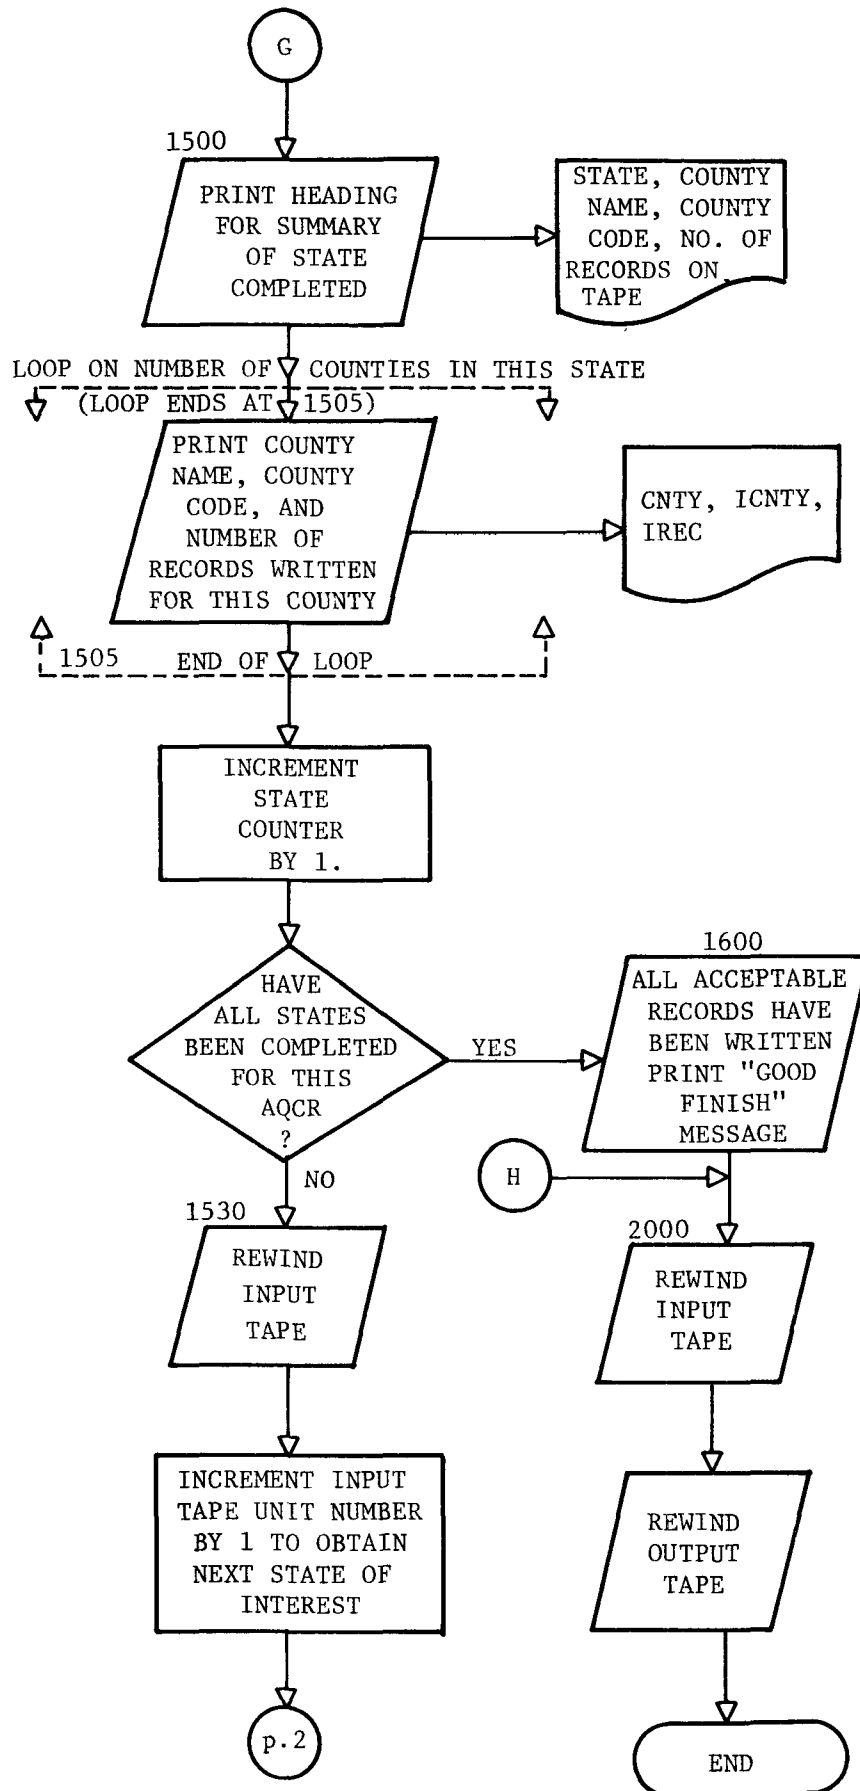 G
1500
PRINT HEADING
FOR SUMMARY
OF STATE
COMPLETED
STATE, COUNTY
NAME, COUNTY
CODE, NO. OF
RECORDS ON
TAPE
LOOP ON NUMBER OF COUNTIES IN THIS STATE
(LOOP ENDS AT 1505)
PRINT COUNTY
NAME, COUNTY
CODE, AND
NUMBER OF
RECORDS WRITTEN
FOR THIS COUNTY
CNTY, ICNTY,
IREC
1505 END OF LOOP
INCREMENT
STATE
COUNTER
BY 1.
HAVE
ALL STATES
BEEN COMPLETED
FOR THIS
AQCR
?
YES
1600
ALL ACCEPTABLE
RECORDS HAVE
BEEN WRITTEN
PRINT "GOOD
FINISH"
MESSAGE
NO
H
1530
REWIND
INPUT
TAPE
2000
REWIND
INPUT
TAPE
INCREMENT INPUT
TAPE UNIT NUMBER
BY 1 TO OBTAIN
NEXT STATE OF
INTEREST
REWIND
OUTPUT
TAPE
p.2
END